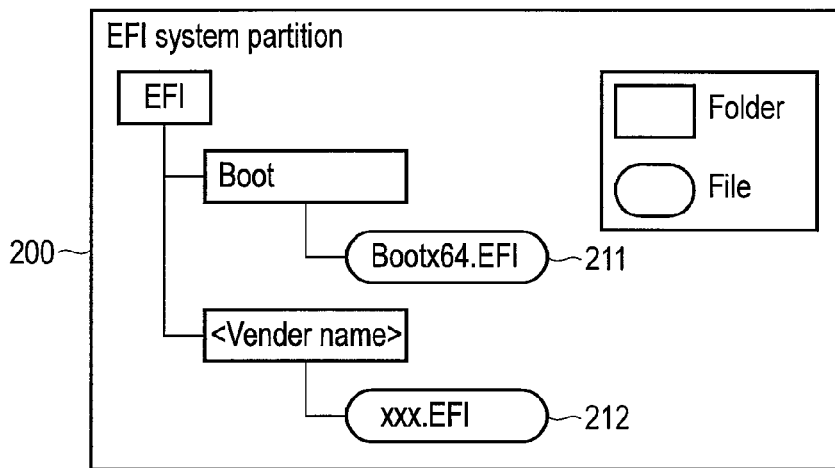 EFI system partition
EFI
Folder
Boot
File
200
Bootx64.EFI
211
<Vender name>
xxx.EFI
212